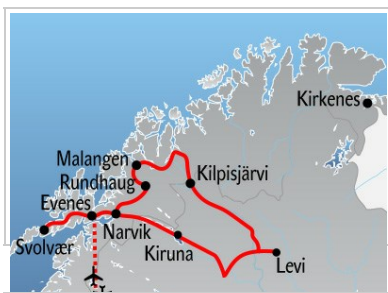 Kirkenes
Malangen
Rundhaug
Kilpisjärvi
Evenes
Svolvær
Narvik
Kiruna
Levi